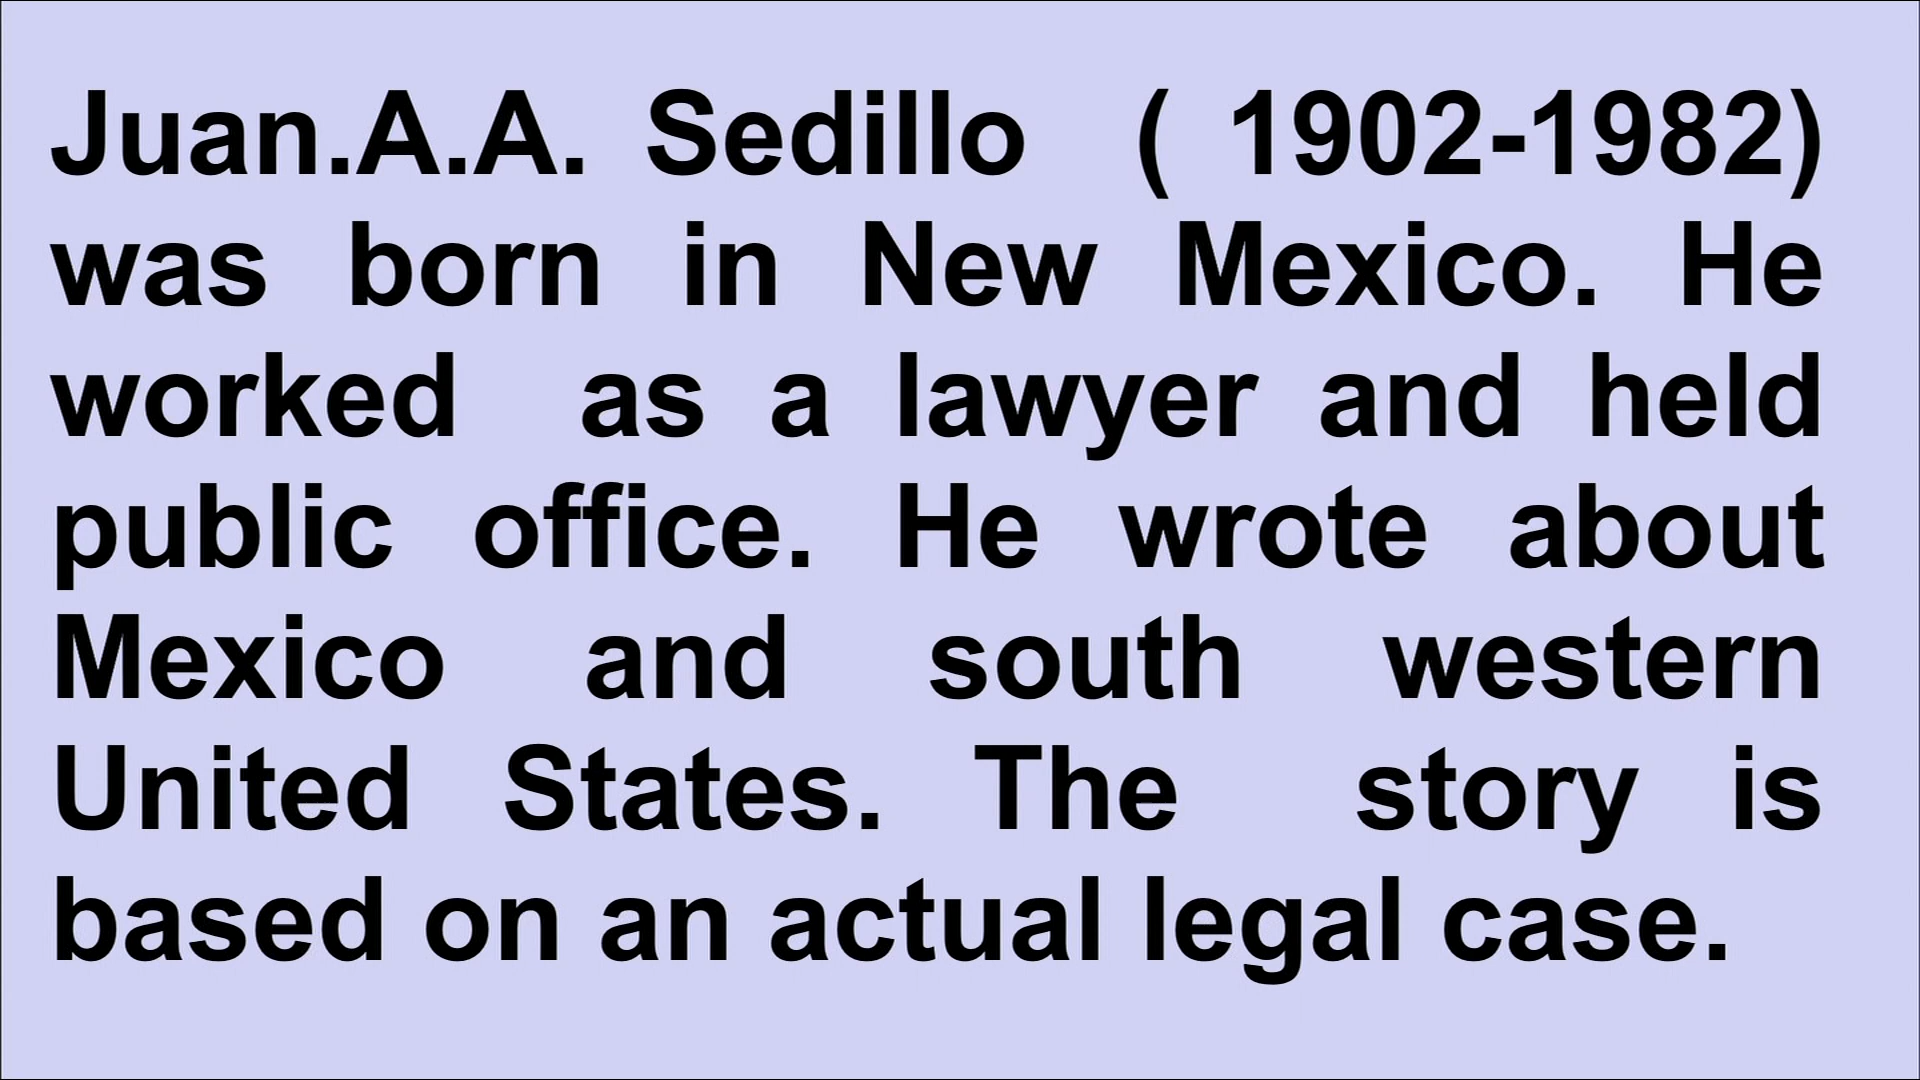 Juan.A.A. Sedillo ( 1902-1982)
was born in New Mexico. He
worked as a lawyer and held
public office. He wrote about
Mexico and south western
United States. The story is
based on an actual legal case.